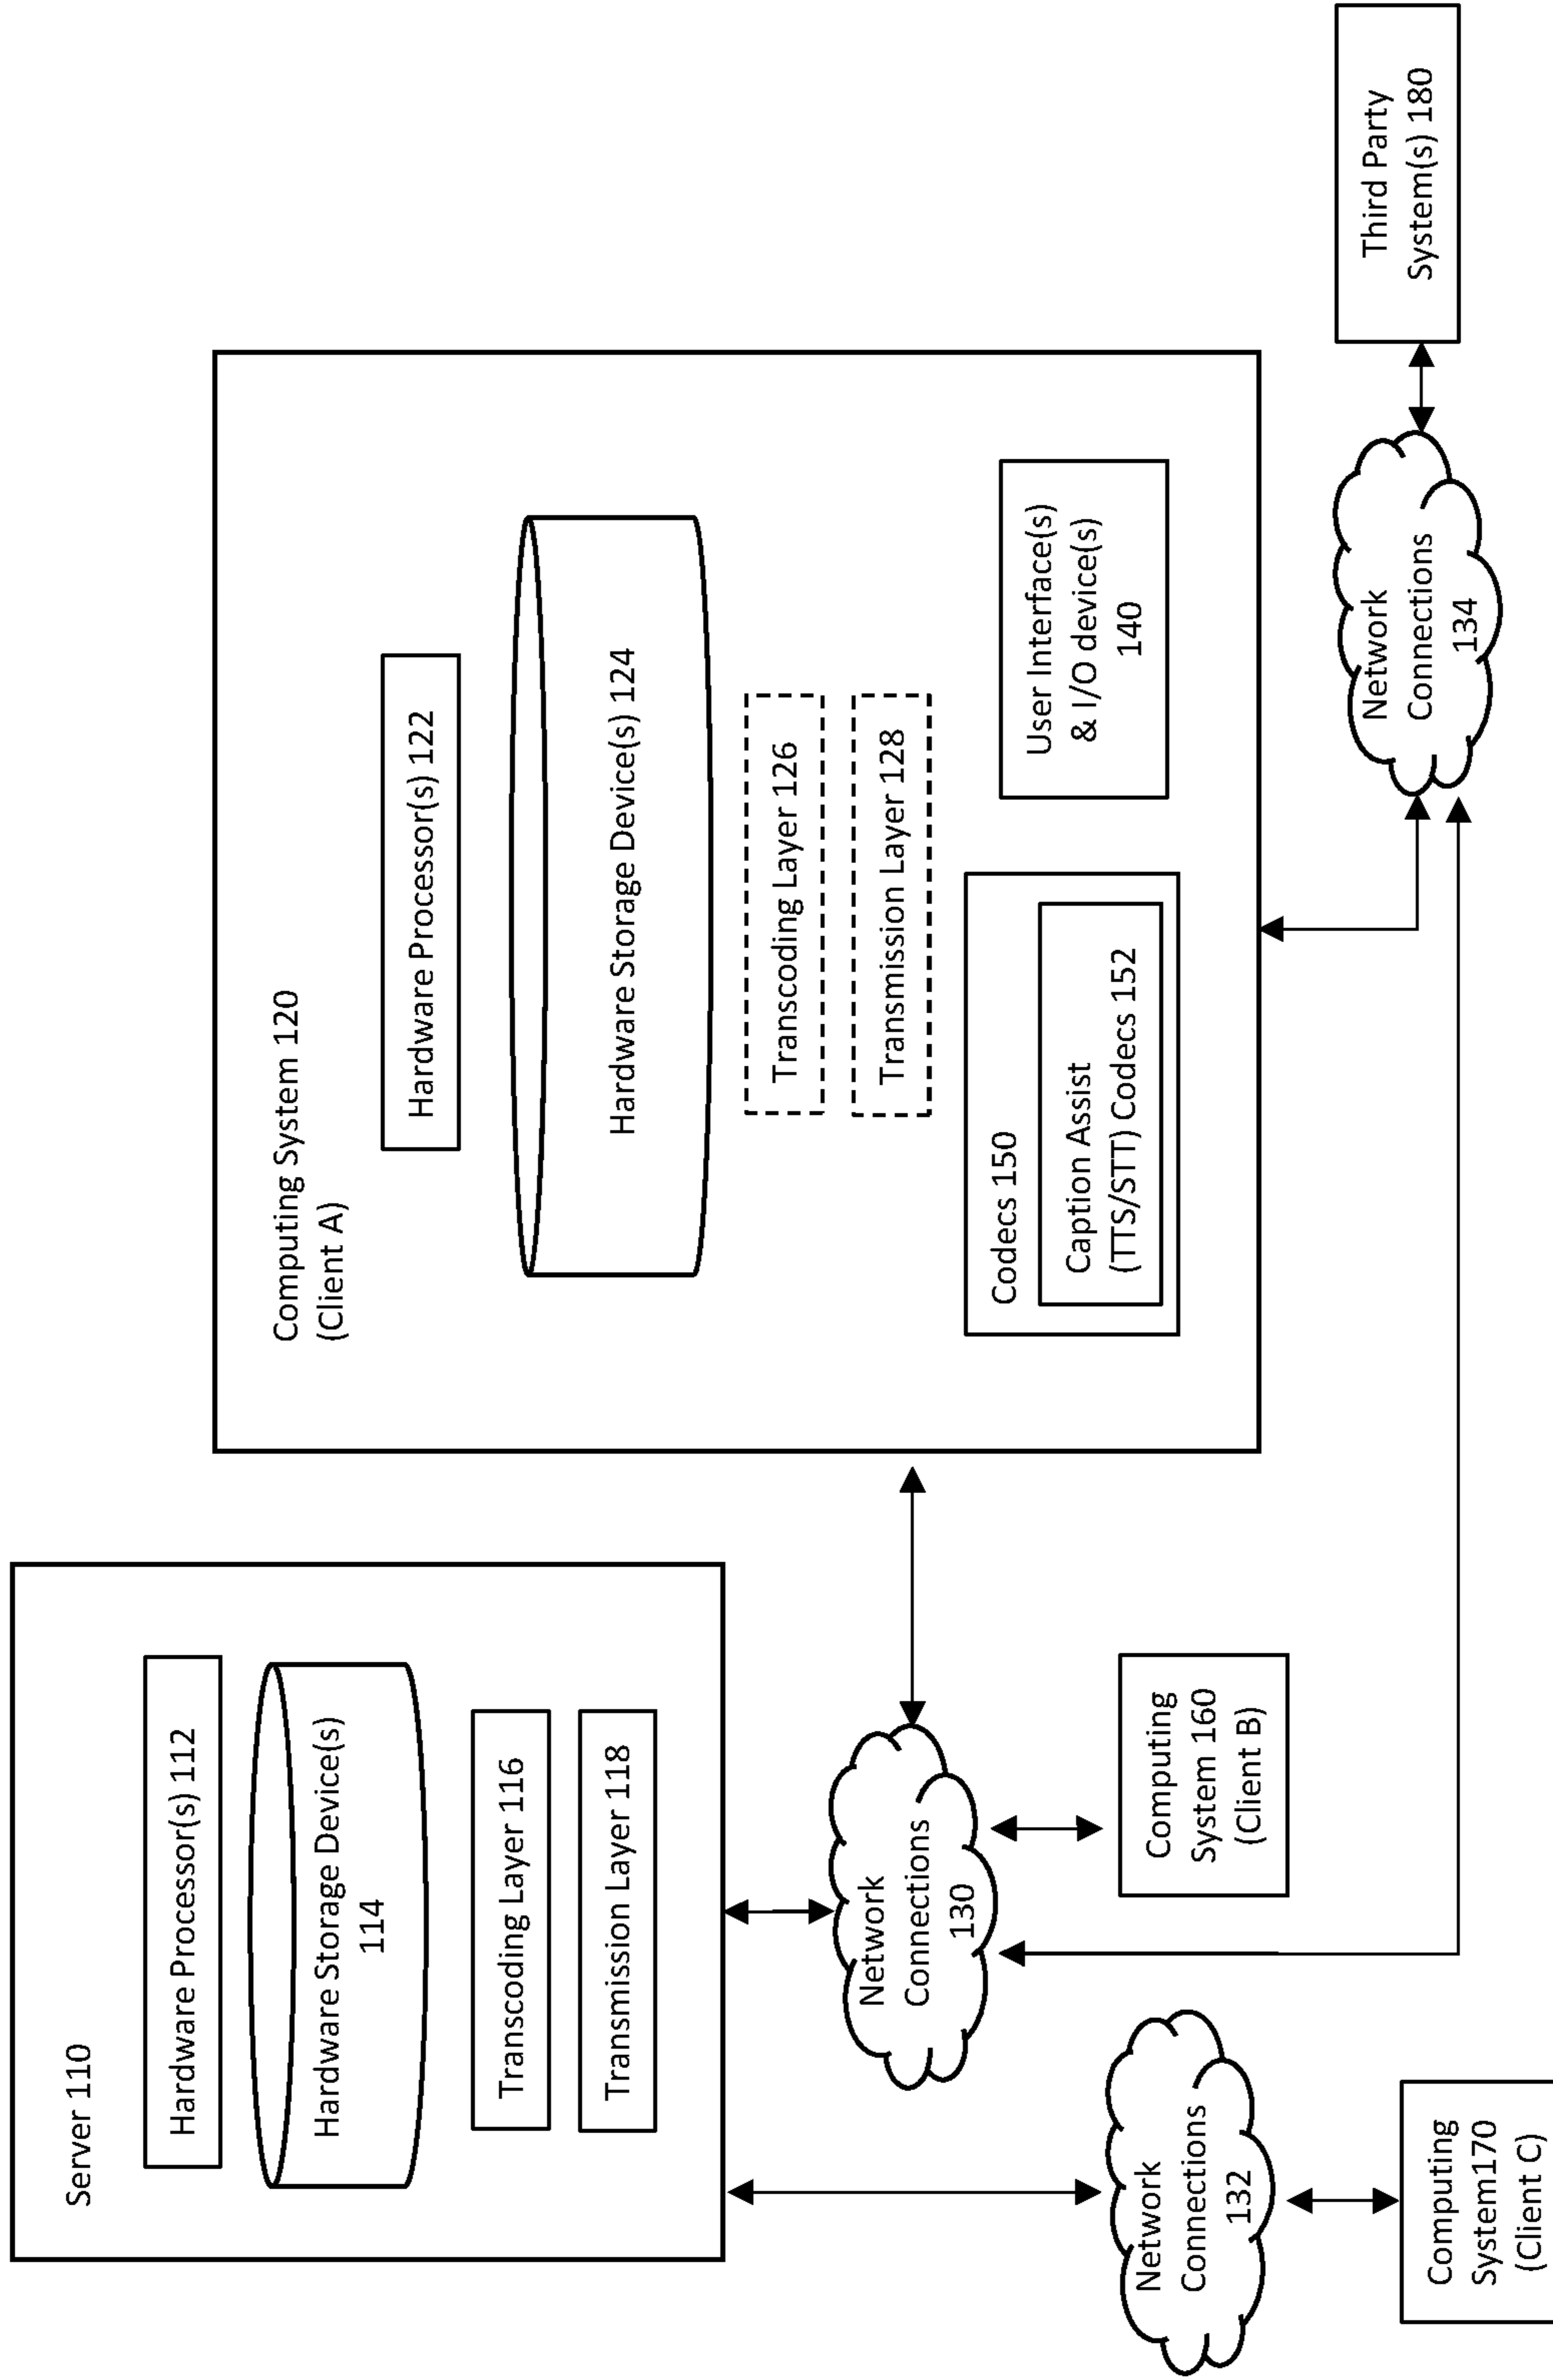 Server 110
Hardware Processor(s) 112
Hardware Storage Device(s)
114
Transcoding Layer 116
Transmission Layer 118
Computing System 120
(Client A)
Hardware Processor(s) 122
Hardware Storage Device(s) 124
Transcoding Layer 126
Transmission Layer 128
Codecs 150
Caption Assist
(TTS/STT) Codecs 152
User Interface(s)
& I/O device(s)
140
Network
Connections
130
Network
Connections
132
Computing
System 160
(Client B)
Computing
System170
(Client C)
Network
Connections
134
Third Party
System(s) 180